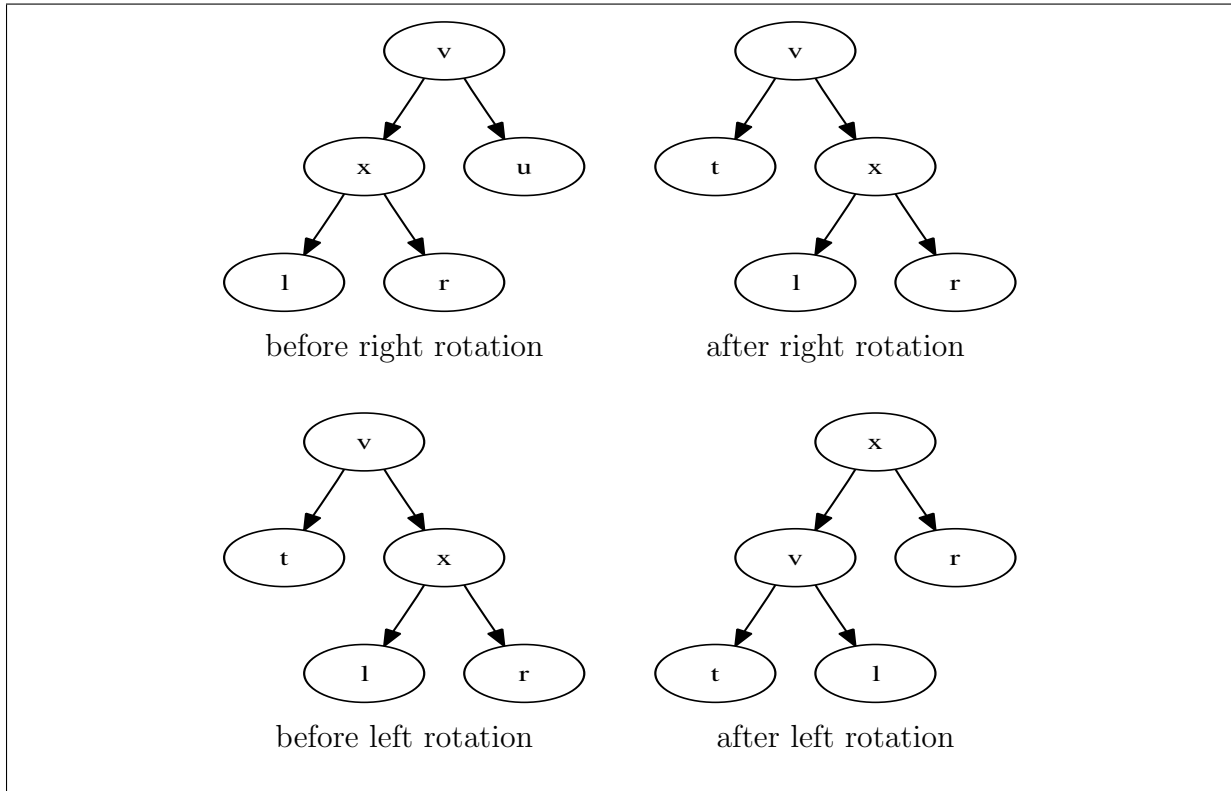 v v
x u t x
l r l r
before right rotation after right rotation
v x
t x v r
l r t l
before left rotation after left rotation